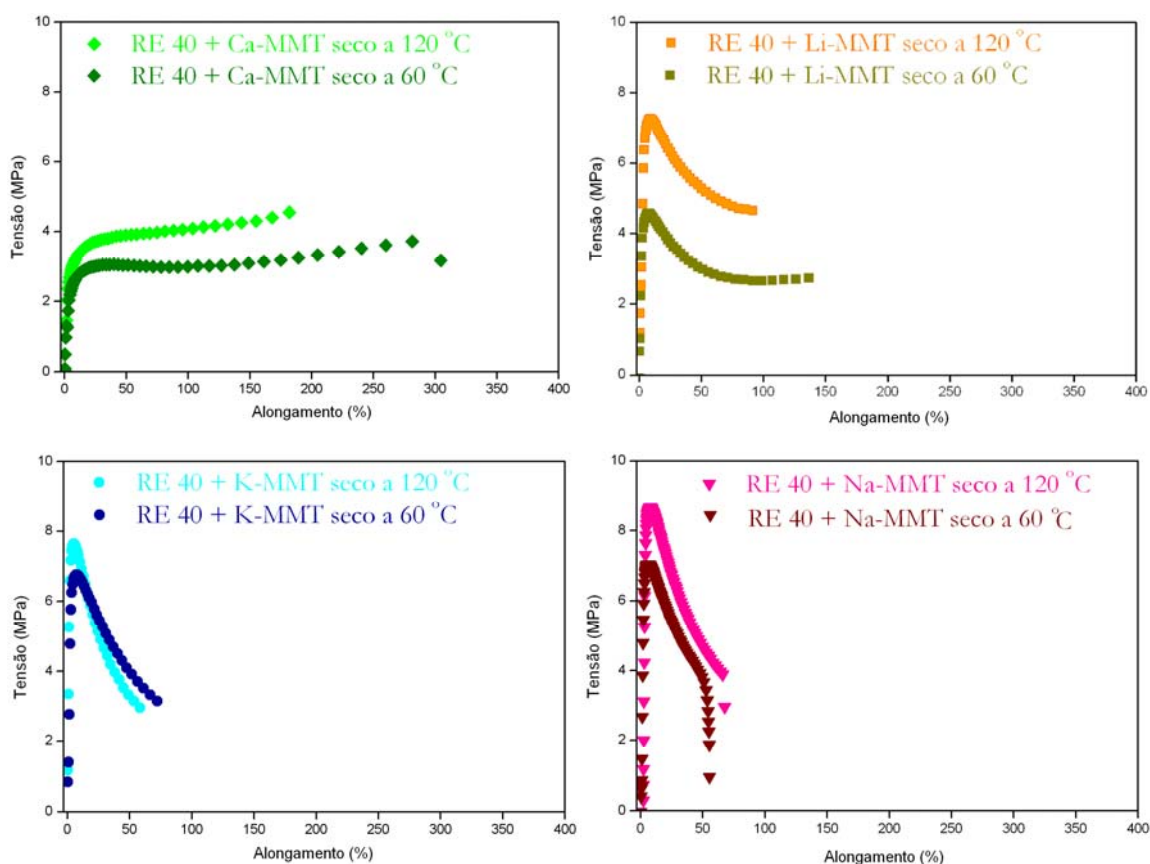 10
RE 40 + Ca-MMT seco a 120 °C
RE 40 + Ca-MMT seco a 60 °C
8
6
4
2
0
Tensão (MPa)
0 50 100 150 200 250 300 350 400
Alongamento (%)
10
RE 40 + Li-MMT seco a 120 °C
RE 40 + Li-MMT seco a 60 °C
8
6
4
2
0
Tensão (MPa)
0 50 100 150 200 250 300 350 400
Alongamento (%)
10
RE 40 + K-MMT seco a 120 °C
RE 40 + K-MMT seco a 60 °C
8
6
4
2
0
Tensão (MPa)
0 50 100 150 200 250 300 350 400
Alongamento (%)
10
RE 40 + Na-MMT seco a 120 °C
RE 40 + Na-MMT seco a 60 °C
8
6
4
2
0
Tensão (MPa)
0 50 100 150 200 250 300 350 400
Alongamento (%)